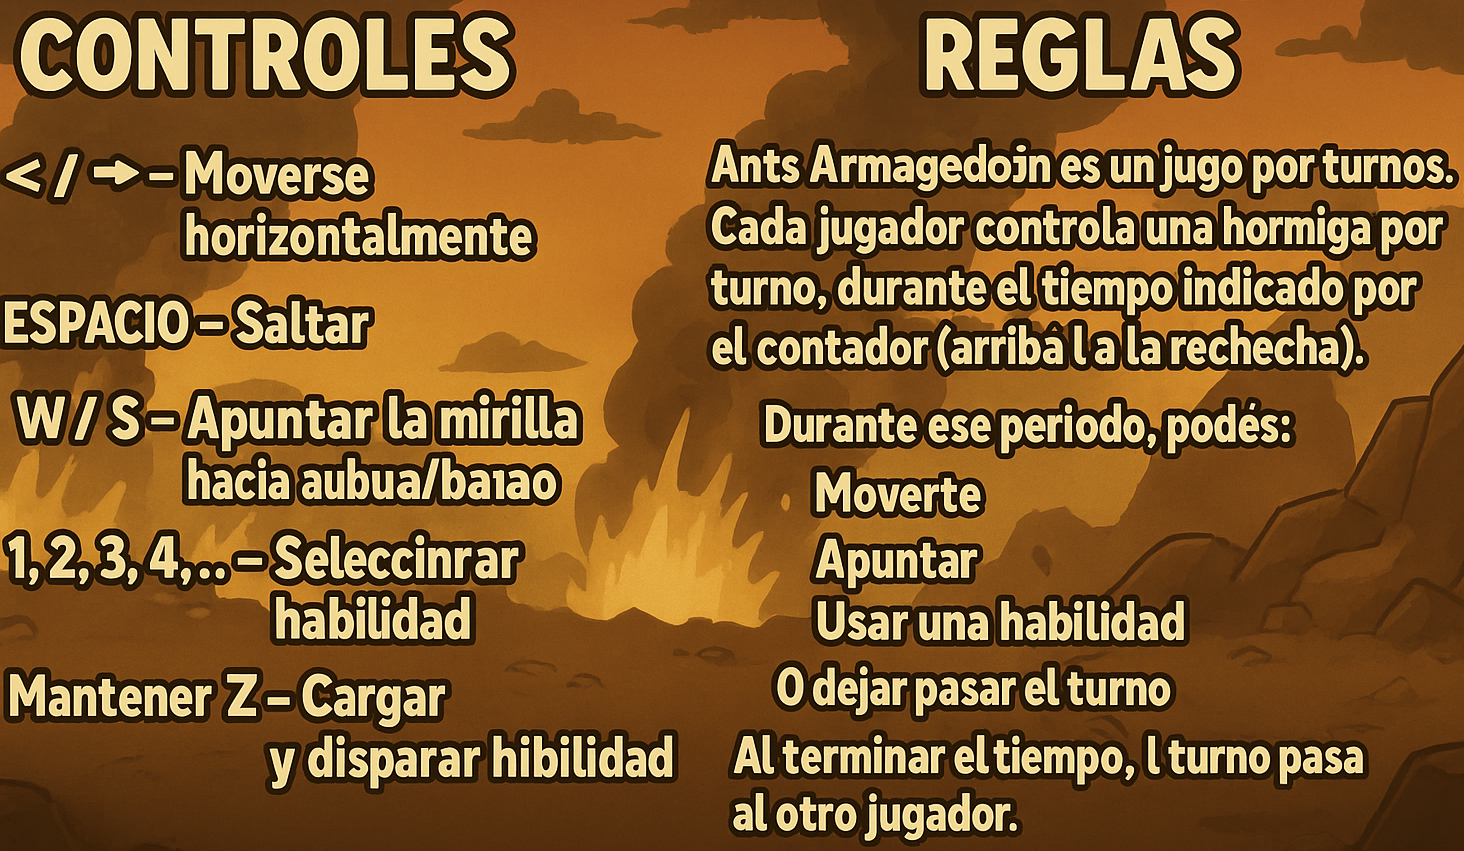 CONTROLES
< / → – Moverse
horizontalmente
ESPACIO – Saltar
W / S – Apuntar la mirilla
hacia aubua/baıao
1, 2, 3, 4,.. – Seleccinrar
habilidad
Mantener Z – Cargar
y disparar hibilidad
REGLAS
Ants Armagedojn es un jugo por turnos.
Cada jugador controla una hormiga por
turno, durante el tiempo indicado por
el contador (arribá l a la rechecha).
Durante ese periodo, podés:
Moverte
Apuntar
Usar una habilidad
O dejar pasar el turno
Al terminar el tiempo, l turno pasa
al otro jugador.